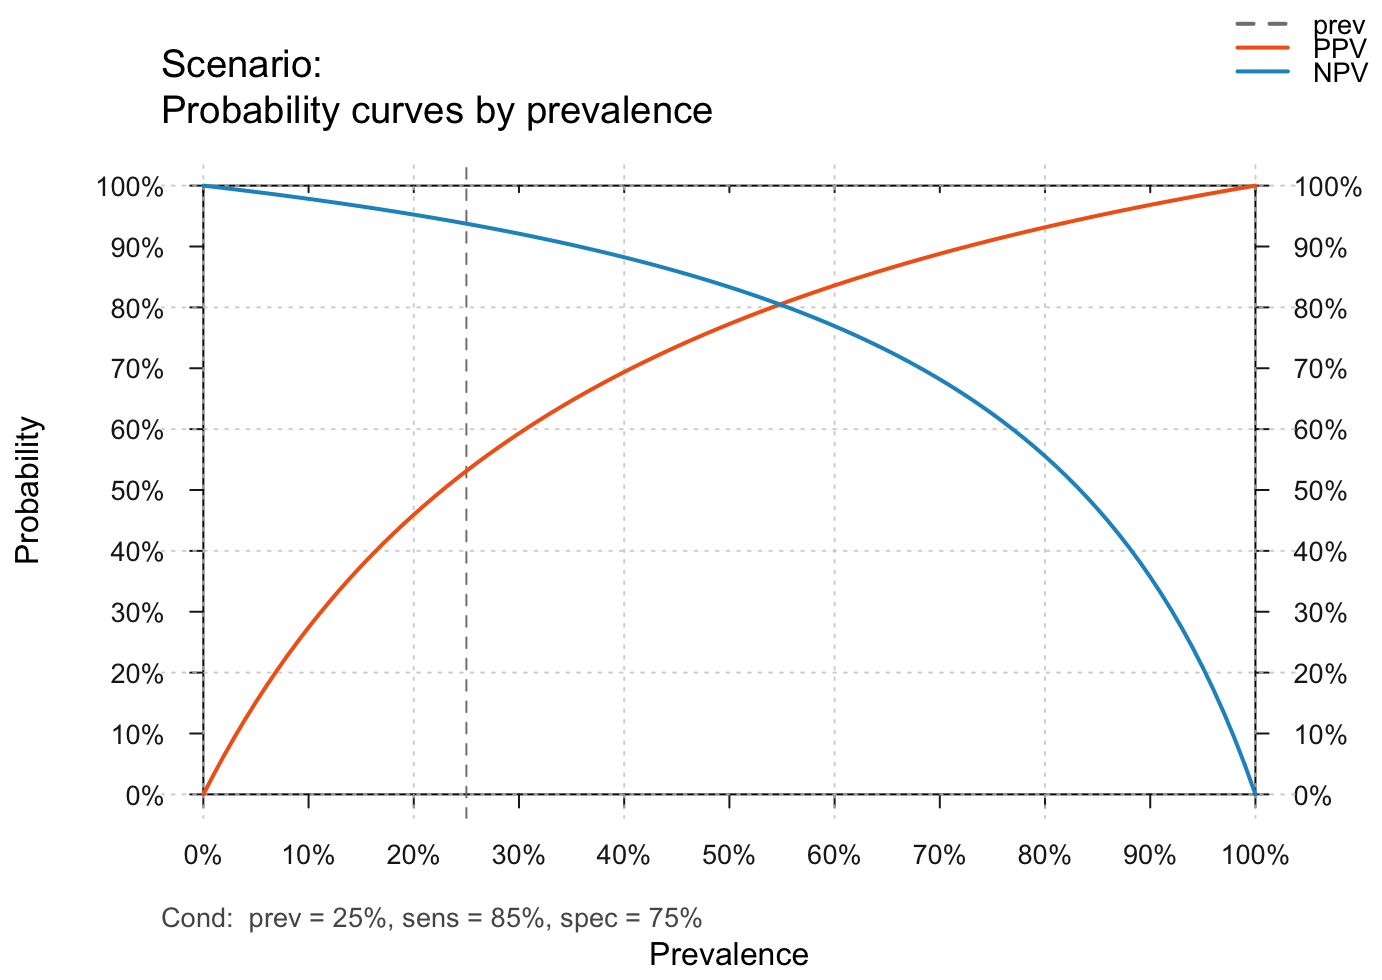 prev
PPV
NPV
Scenario:
Probability curves by prevalence
100%
90%
80%
70%
60%
50%
40%
30%
20%
10%
0%
100%
90%
80%
70%
60%
50%
40%
30%
20%
10%
0%
Probability
0% 10% 20% 30% 40% 50% 60% 70% 80% 90% 100%
Cond: prev = 25%, sens = 85%, spec = 75%
Prevalence